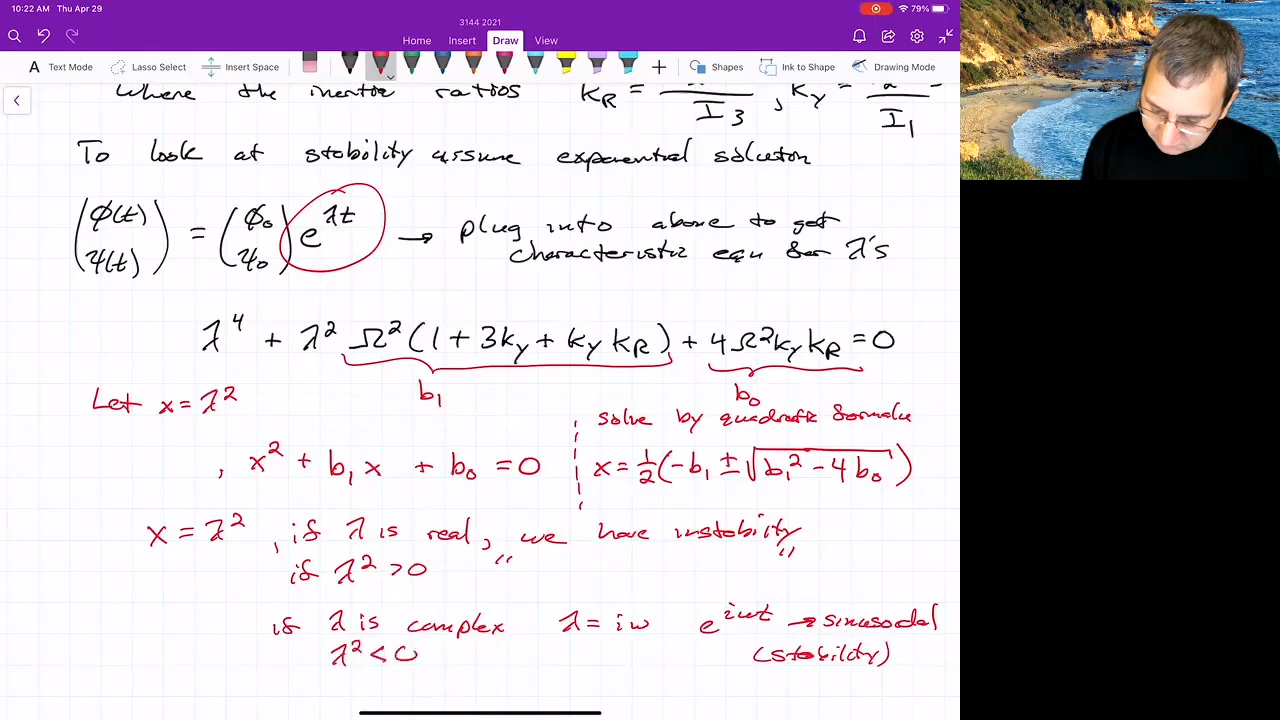 10:22 AM Thu Apr 29
79%
3144 2021
Home Insert Draw View
Text Mode Lasso Select Insert Space + Shapes Ink to Shape Drawing Mode
where the inertia ratios k_R = / I_3 , k_Y = / I_1
To look at stability assume exponential solution
(φ(t) ψ(t)) = (φ_0 ψ_0) e^{λt} → plug into above to get
characteristic eqn for λ's
λ^4 + λ^2 Ω^2 (1 + 3k_Y + k_Y k_R) + 4Ω^2 k_Y k_R = 0
b_1 b_0
Let x = λ^2
solve by quadratic formula
, x^2 + b_1 x + b_0 = 0
x = 1/2 (-b_1 ± √(b_1^2 - 4 b_0))
x = λ^2 , if λ is real, we have "instability"
if λ^2 > 0
if λ is complex λ = iω e^{iωt} → sinusodal
λ^2 < 0 (stability)